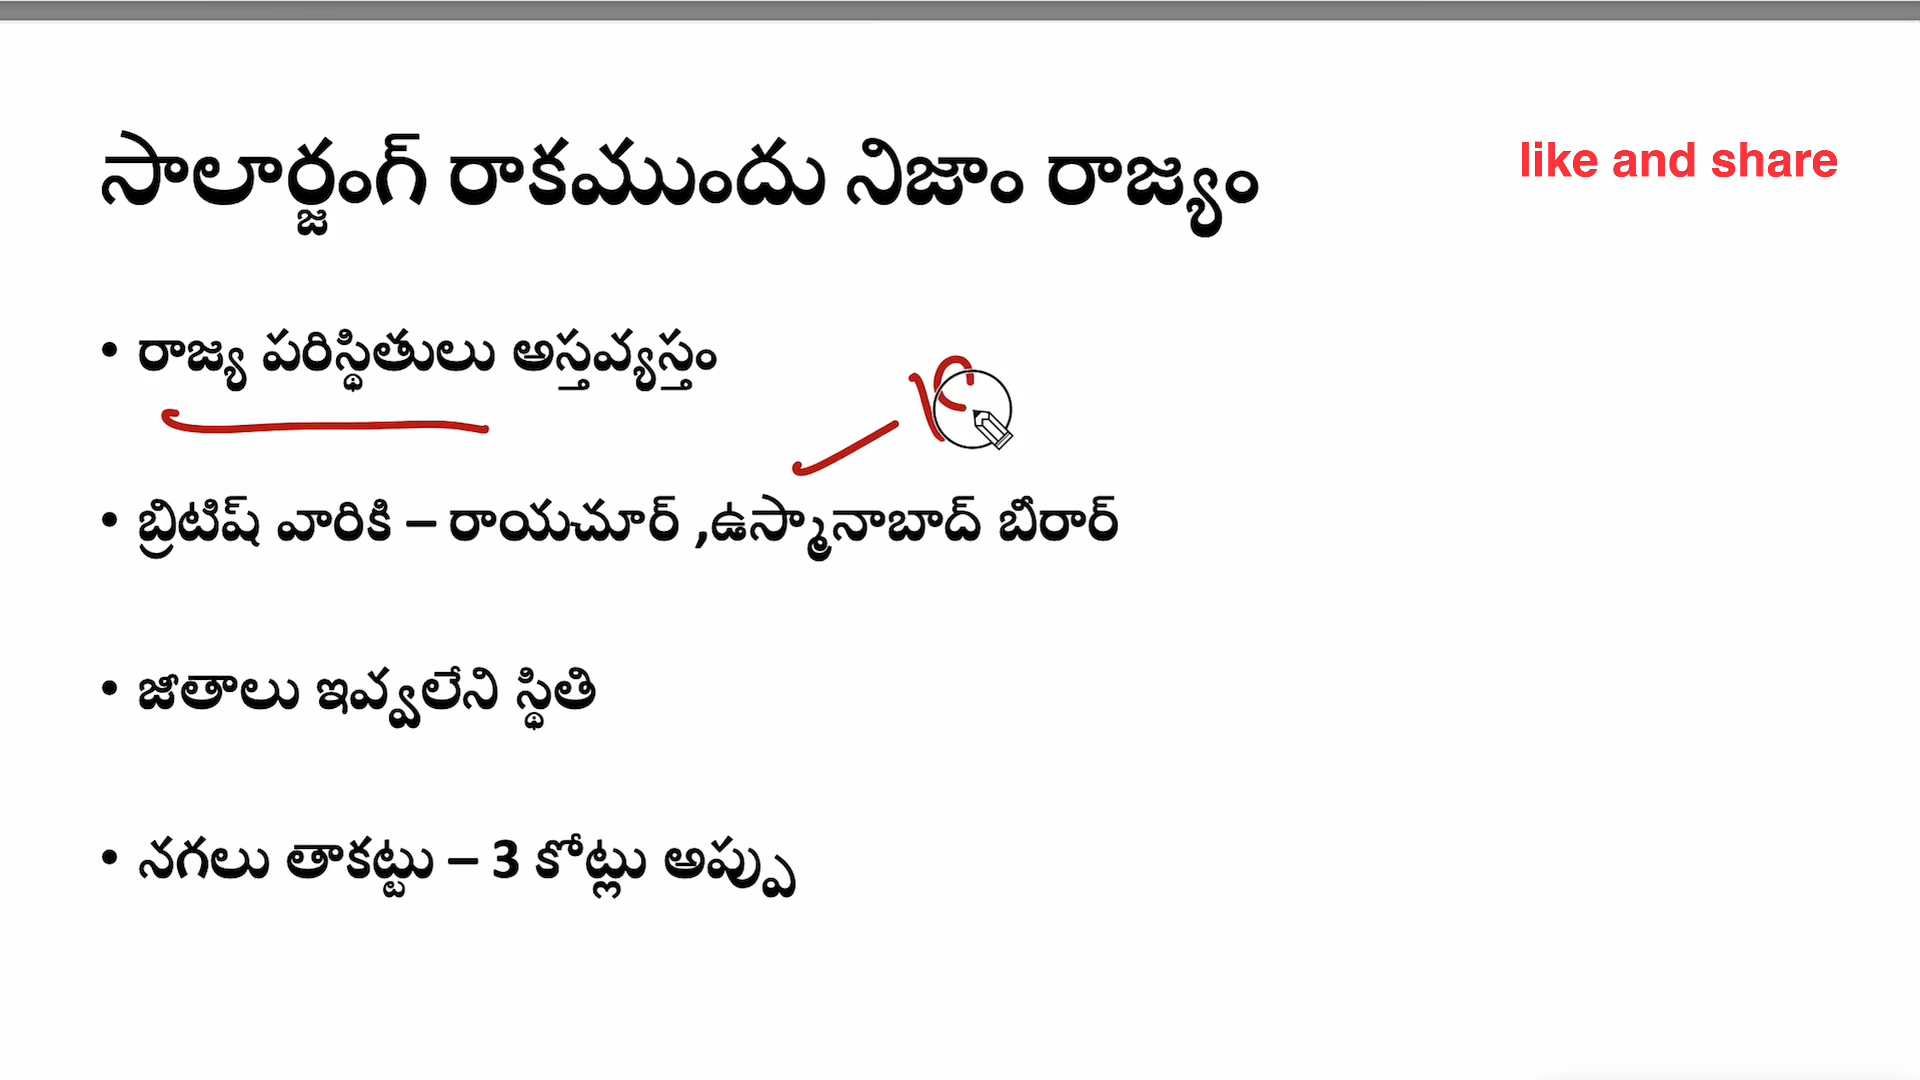 సాలార్జంగ్ రాకముందు నిజాం రాజ్యం
like and share
• రాజ్య పరిస్థితులు అస్తవ్యస్తం
• బ్రిటిష్ వారికి – రాయచూర్ ,ఉస్మానాబాద్ బీరార్
• జీతాలు ఇవ్వలేని స్థితి
• నగలు తాకట్టు – 3 కోట్లు అప్పు